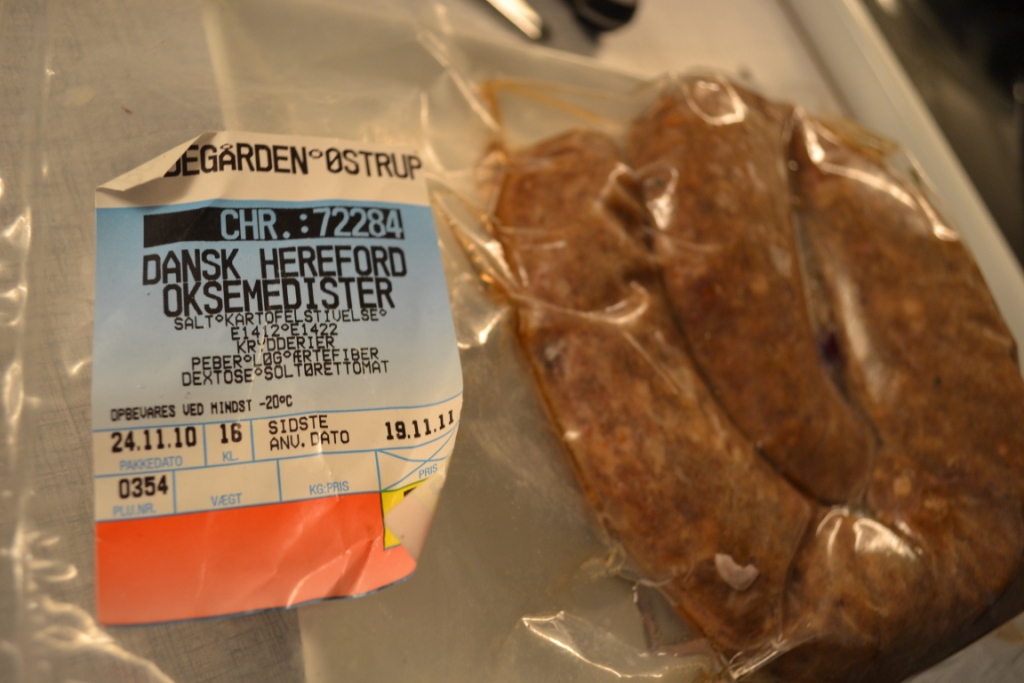 EGÅRDEN°ØSTRUP
CHR.:72284
DANSK HEREFORD
OKSEMEDISTER
SALT°KARTOFELSTIVELSE°
E1412°E1422
KRYDDERIER
PEBER°LØG°ÆRTEFIBER
DEXTOSE°SOLTØRETTOMAT
OPBEVARES VED MINDST -20°C
24.11.10 16 SIDSTE ANV. DATO 19.11.11
PAKKEDATO KL. PRIS
0354
PLU.NR. VÆGT KG:PRIS